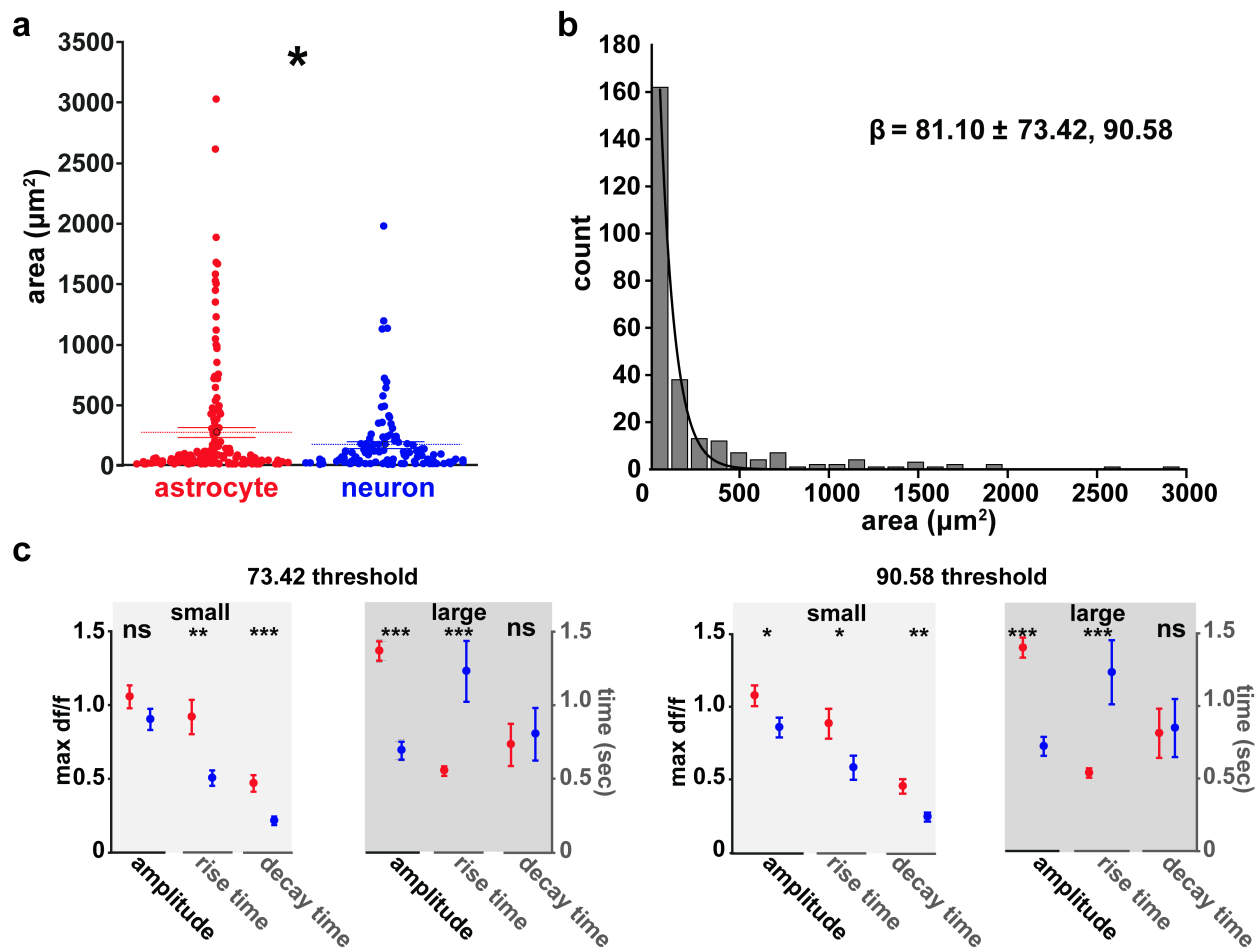 a
*
3500
3000
2500
2000
1500
1000
500
0
area (µm²)
astrocyte
neuron
b
180
160
140
120
100
80
60
40
20
0
count
β = 81.10 ± 73.42, 90.58
0
500
1000
1500
2000
2500
3000
area (µm²)
c
73.42 threshold
small
ns
**
***
1.5
1.0
0.5
0
max df/f
amplitude
rise time
decay time
large
***
***
ns
1.5
1.0
0.5
0
time (sec)
amplitude
rise time
decay time
90.58 threshold
small
*
*
**
1.5
1.0
0.5
0
max df/f
amplitude
rise time
decay time
large
***
***
ns
1.5
1.0
0.5
0
time (sec)
amplitude
rise time
decay time